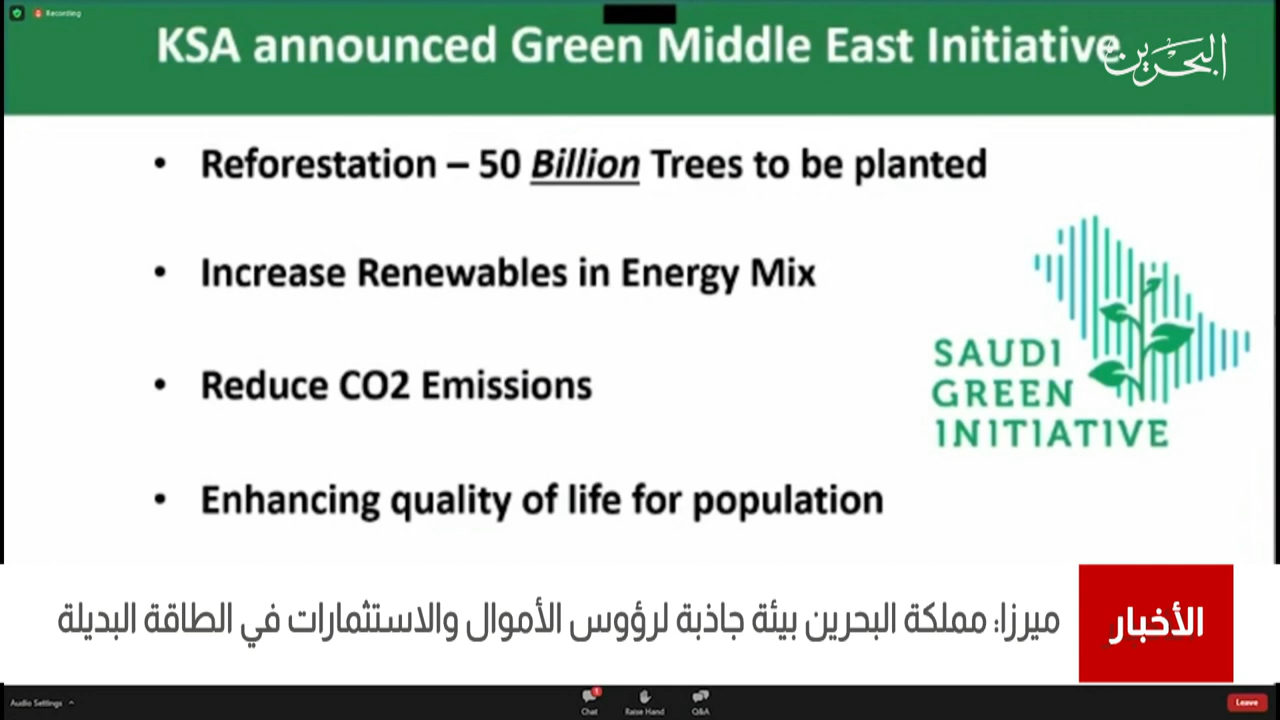 Recording
KSA announced Green Middle East Initiative
البحرين
• Reforestation – 50 Billion Trees to be planted
• Increase Renewables in Energy Mix
• Reduce CO2 Emissions
• Enhancing quality of life for population
SAUDI
GREEN
INITIATIVE
الأخبار
ميرزا: مملكة البحرين بيئة جاذبة لرؤوس الأموال والاستثمارات في الطاقة البديلة
Audio Settings
1
Chat
Raise Hand
Q&A
Leave